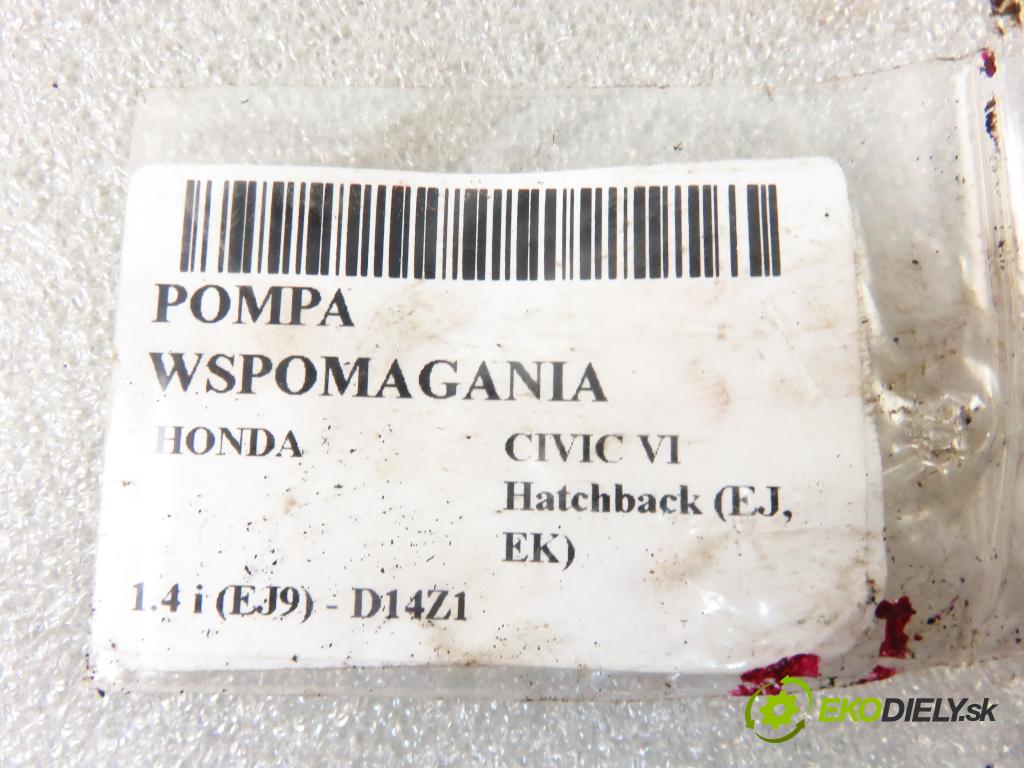 POMPA
WSPOMAGANIA
HONDA CIVIC VI
Hatchback (EJ,
EK)
1.4 i (EJ9) - D14Z1
EKODIELY.sk